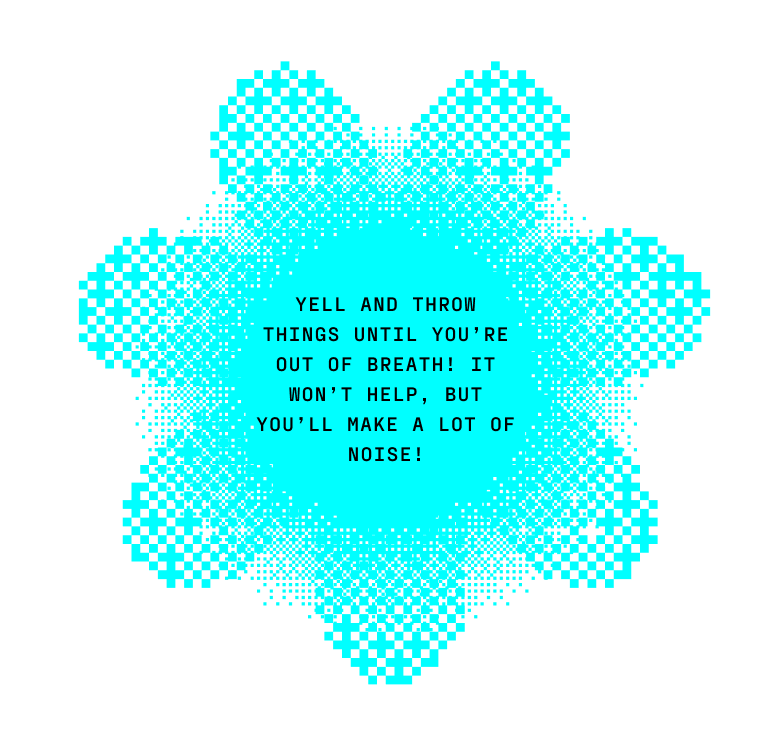 YELL AND THROW
THINGS UNTIL YOU’RE
OUT OF BREATH! IT
WON’T HELP, BUT
YOU’LL MAKE A LOT OF
NOISE!